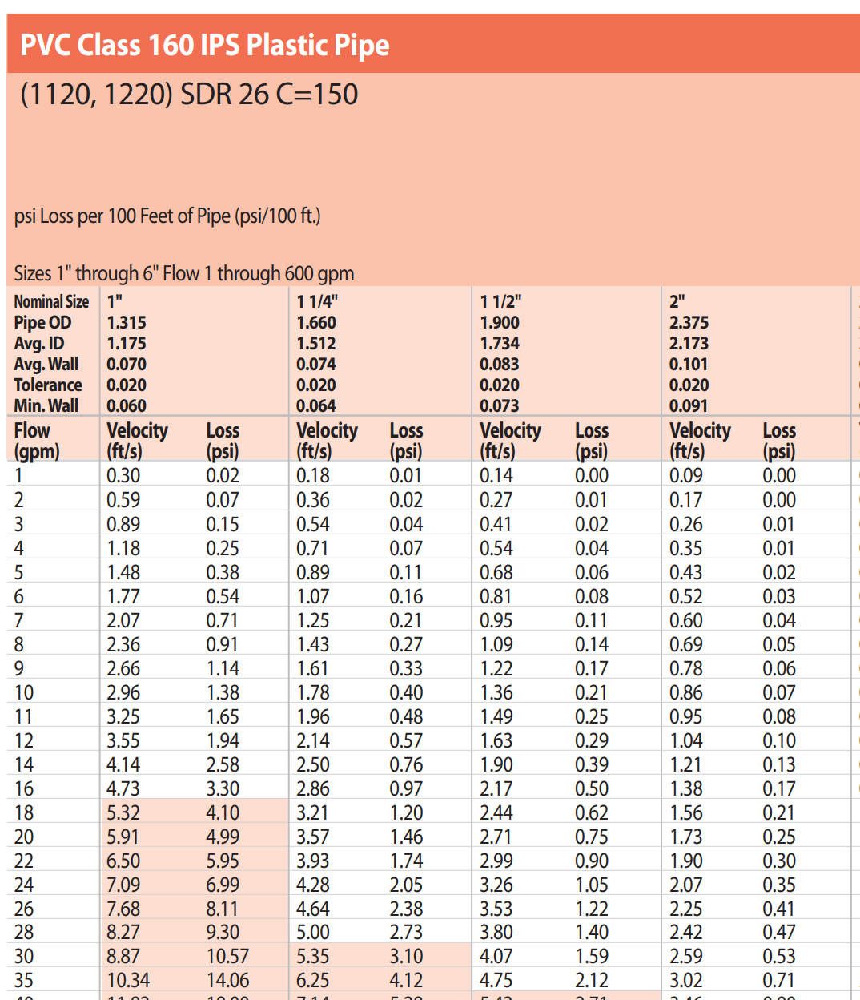 PVC Class 160 IPS Plastic Pipe
(1120, 1220) SDR 26 C=150
psi Loss per 100 Feet of Pipe (psi/100 ft.)
Sizes 1" through 6" Flow 1 through 600 gpm
Nominal Size 1" 1 1/4" 1 1/2" 2"
Pipe OD 1.315 1.660 1.900 2.375
Avg. ID 1.175 1.512 1.734 2.173
Avg. Wall 0.070 0.074 0.083 0.101
Tolerance 0.020 0.020 0.020 0.020
Min. Wall 0.060 0.064 0.073 0.091
Flow Velocity Loss Velocity Loss Velocity Loss Velocity Loss
(gpm) (ft/s) (psi) (ft/s) (psi) (ft/s) (psi) (ft/s) (psi)
1 0.30 0.02 0.18 0.01 0.14 0.00 0.09 0.00
2 0.59 0.07 0.36 0.02 0.27 0.01 0.17 0.00
3 0.89 0.15 0.54 0.04 0.41 0.02 0.26 0.01
4 1.18 0.25 0.71 0.07 0.54 0.04 0.35 0.01
5 1.48 0.38 0.89 0.11 0.68 0.06 0.43 0.02
6 1.77 0.54 1.07 0.16 0.81 0.08 0.52 0.03
7 2.07 0.71 1.25 0.21 0.95 0.11 0.60 0.04
8 2.36 0.91 1.43 0.27 1.09 0.14 0.69 0.05
9 2.66 1.14 1.61 0.33 1.22 0.17 0.78 0.06
10 2.96 1.38 1.78 0.40 1.36 0.21 0.86 0.07
11 3.25 1.65 1.96 0.48 1.49 0.25 0.95 0.08
12 3.55 1.94 2.14 0.57 1.63 0.29 1.04 0.10
14 4.14 2.58 2.50 0.76 1.90 0.39 1.21 0.13
16 4.73 3.30 2.86 0.97 2.17 0.50 1.38 0.17
18 5.32 4.10 3.21 1.20 2.44 0.62 1.56 0.21
20 5.91 4.99 3.57 1.46 2.71 0.75 1.73 0.25
22 6.50 5.95 3.93 1.74 2.99 0.90 1.90 0.30
24 7.09 6.99 4.28 2.05 3.26 1.05 2.07 0.35
26 7.68 8.11 4.64 2.38 3.53 1.22 2.25 0.41
28 8.27 9.30 5.00 2.73 3.80 1.40 2.42 0.47
30 8.87 10.57 5.35 3.10 4.07 1.59 2.59 0.53
35 10.34 14.06 6.25 4.12 4.75 2.12 3.02 0.71